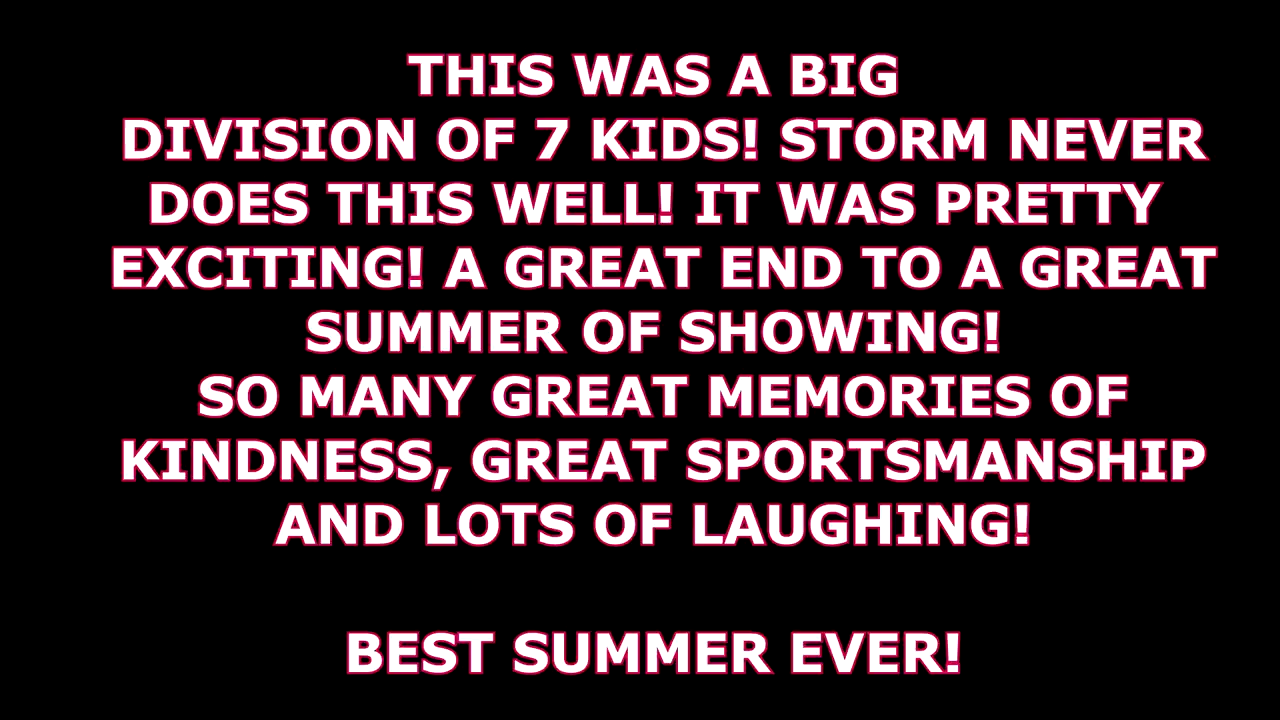 THIS WAS A BIG
DIVISION OF 7 KIDS! STORM NEVER
DOES THIS WELL! IT WAS PRETTY
EXCITING! A GREAT END TO A GREAT
SUMMER OF SHOWING!
SO MANY GREAT MEMORIES OF
KINDNESS, GREAT SPORTSMANSHIP
AND LOTS OF LAUGHING!
BEST SUMMER EVER!